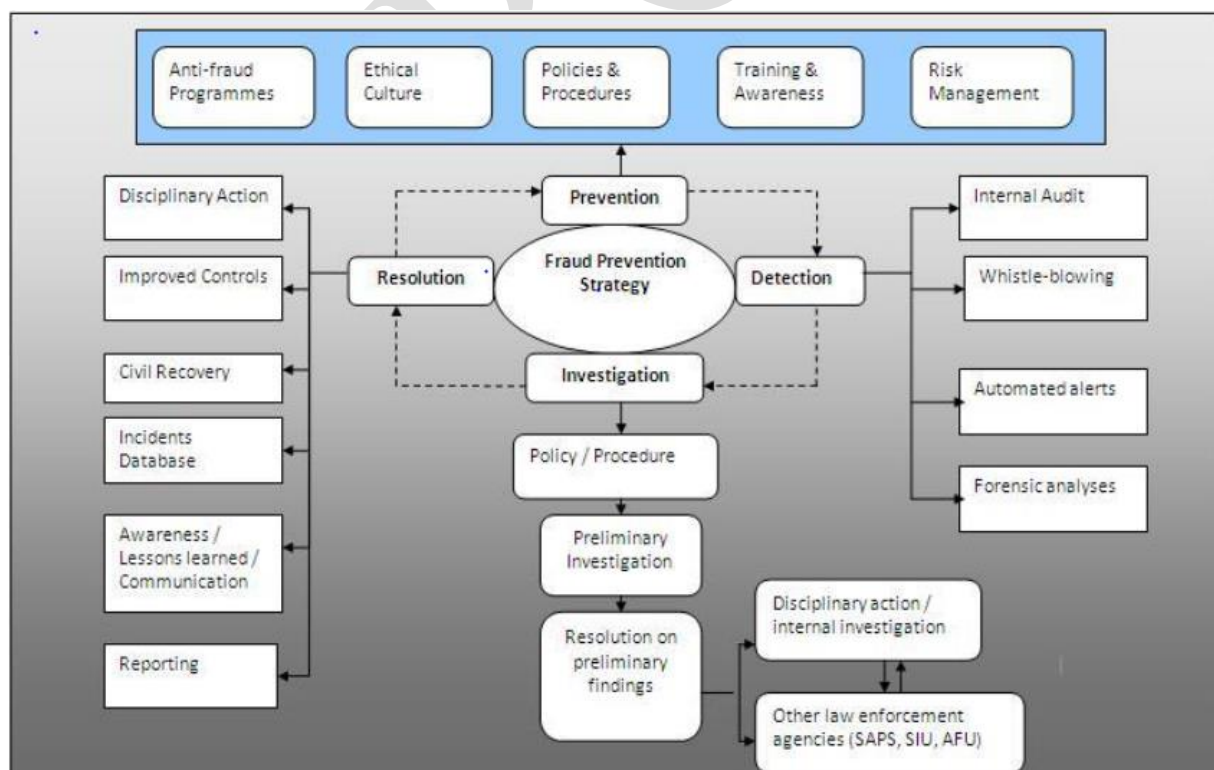 Anti-fraud
Programmes
Ethical
Culture
Policies &
Procedures
Training &
Awareness
Risk
Management
Prevention
Disciplinary Action
Internal Audit
Improved Controls
Resolution
Fraud Prevention
Strategy
Detection
Whistle-blowing
Civil Recovery
Investigation
Automated alerts
Incidents
Database
Policy / Procedure
Forensic analyses
Awareness /
Lessons learned /
Communication
Preliminary
Investigation
Disciplinary action /
internal investigation
Reporting
Resolution on
preliminary
findings
Other law enforcement
agencies (SAPS, SIU, AFU)